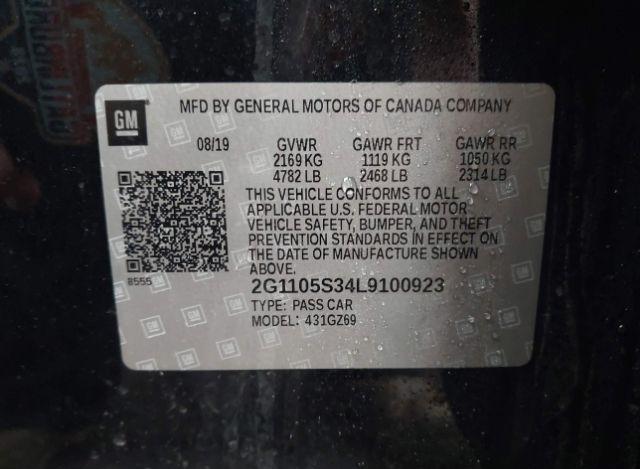 GM
MFD BY GENERAL MOTORS OF CANADA COMPANY
08/19 GVWR GAWR FRT GAWR RR
2169 KG 1119 KG 1050 KG
4782 LB 2468 LB 2314 LB
THIS VEHICLE CONFORMS TO ALL
APPLICABLE U.S. FEDERAL MOTOR
VEHICLE SAFETY, BUMPER, AND THEFT
PREVENTION STANDARDS IN EFFECT ON
THE DATE OF MANUFACTURE SHOWN
ABOVE.
8555
2G1105S34L9100923
TYPE: PASS CAR
MODEL: 431GZ69